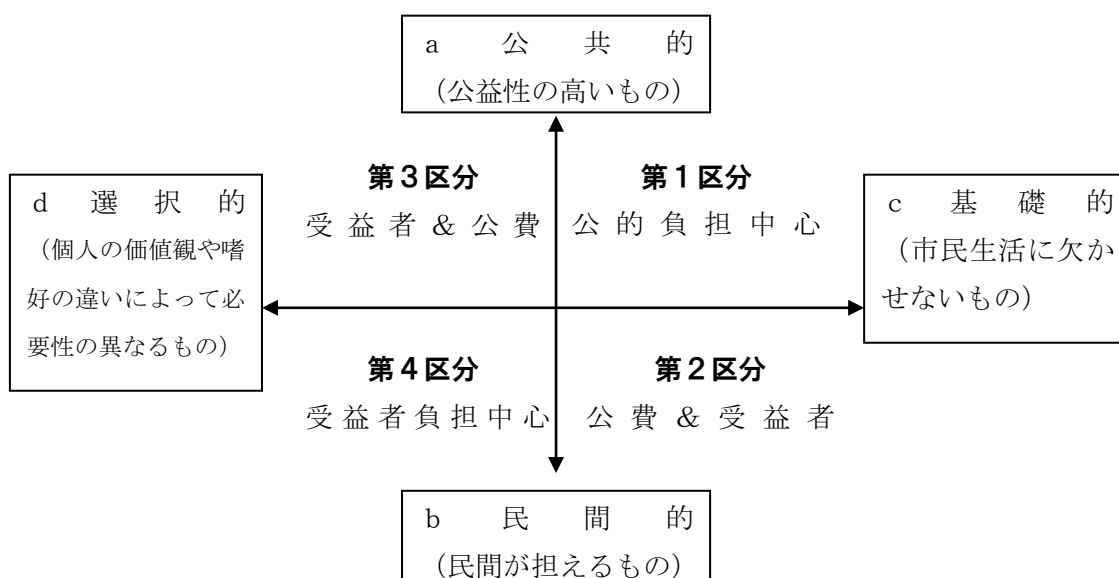 a 公共的
（公益性の高いもの）
第３区分
受益者＆公費
第１区分
公的負担中心
d 選択的
（個人の価値観や嗜
好の違いによって必
要性の異なるもの）
c 基礎的
（市民生活に欠か
せないもの）
第４区分
受益者負担中心
第２区分
公費＆受益者
b 民間的
（民間が担えるもの）